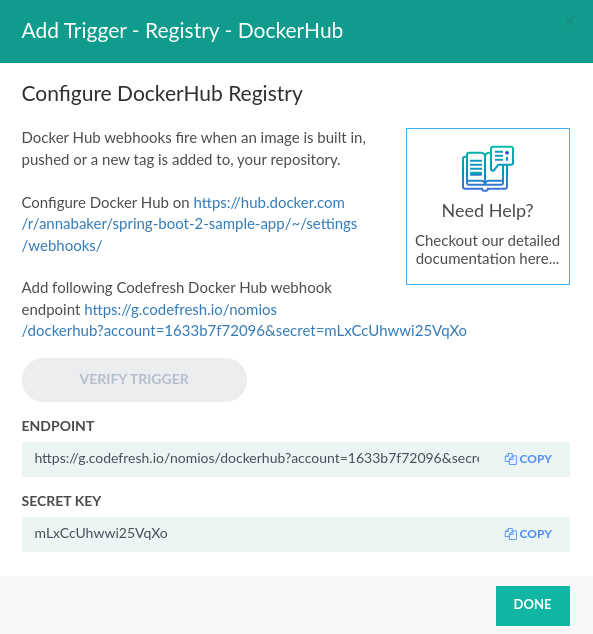 Add Trigger - Registry - DockerHub
×
Configure DockerHub Registry
Docker Hub webhooks fire when an image is built in,
pushed or a new tag is added to, your repository.
Configure Docker Hub on https://hub.docker.com
/r/annabaker/spring-boot-2-sample-app/~/settings
/webhooks/
Add following Codefresh Docker Hub webhook
endpoint https://g.codefresh.io/nomios
/dockerhub?account=1633b7f72096&secret=mLxCcUhwwi25VqXo
Need Help?
Checkout our detailed
documentation here...
VERIFY TRIGGER
ENDPOINT
https://g.codefresh.io/nomios/dockerhub?account=1633b7f72096&secre COPY
SECRET KEY
mLxCcUhwwi25VqXo COPY
DONE